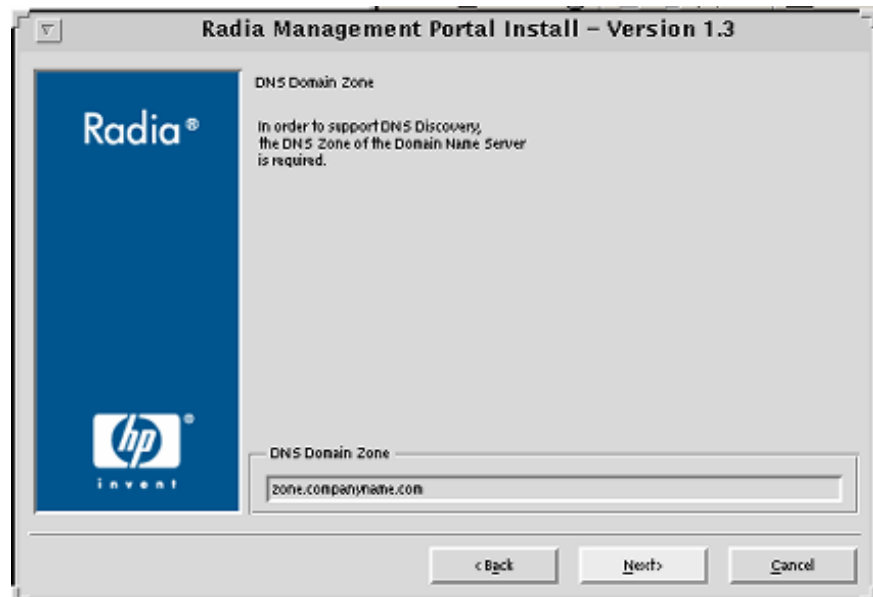 Radia Management Portal Install – Version 1.3
DNS Domain Zone
Radia®
In order to support DNS Discovery,
the DNS Zone of the Domain Name Server
is required.
hp®
invent
DNS Domain Zone
zone.companyname.com
<Back
Next>
Cancel